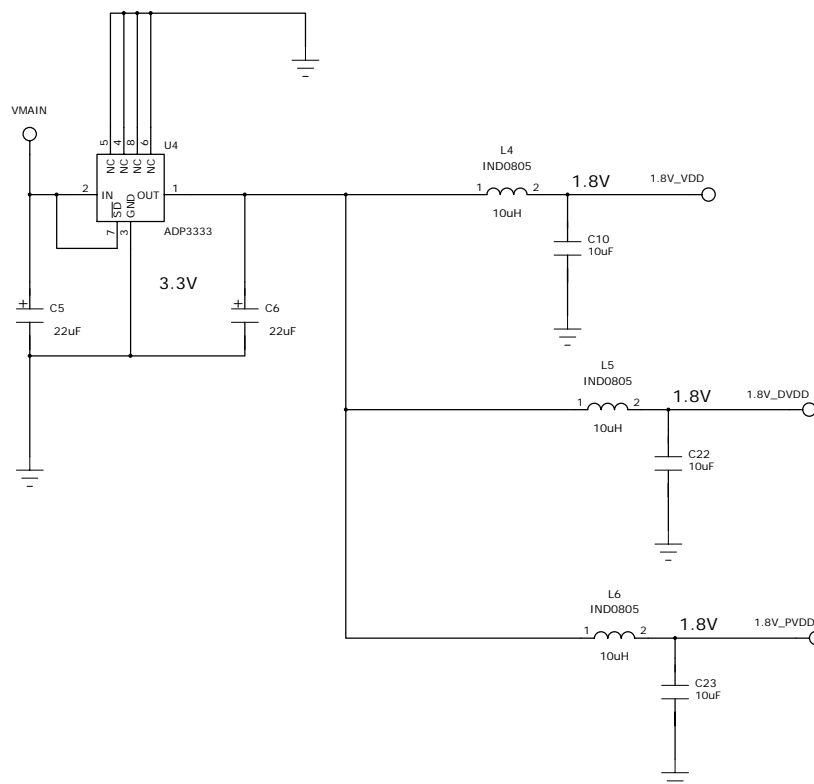 VMAIN
5
4
8
6
NC
NC
NC
NC
U4
2
IN
OUT
1
SD
GND
7
3
ADP3333
3.3V
C5
22uF
C6
22uF
L4
IND0805
1
2
10uH
1.8V
1.8V_VDD
C10
10uF
L5
IND0805
1
2
10uH
1.8V
1.8V_DVDD
C22
10uF
L6
IND0805
1
2
10uH
1.8V
1.8V_PVDD
C23
10uF